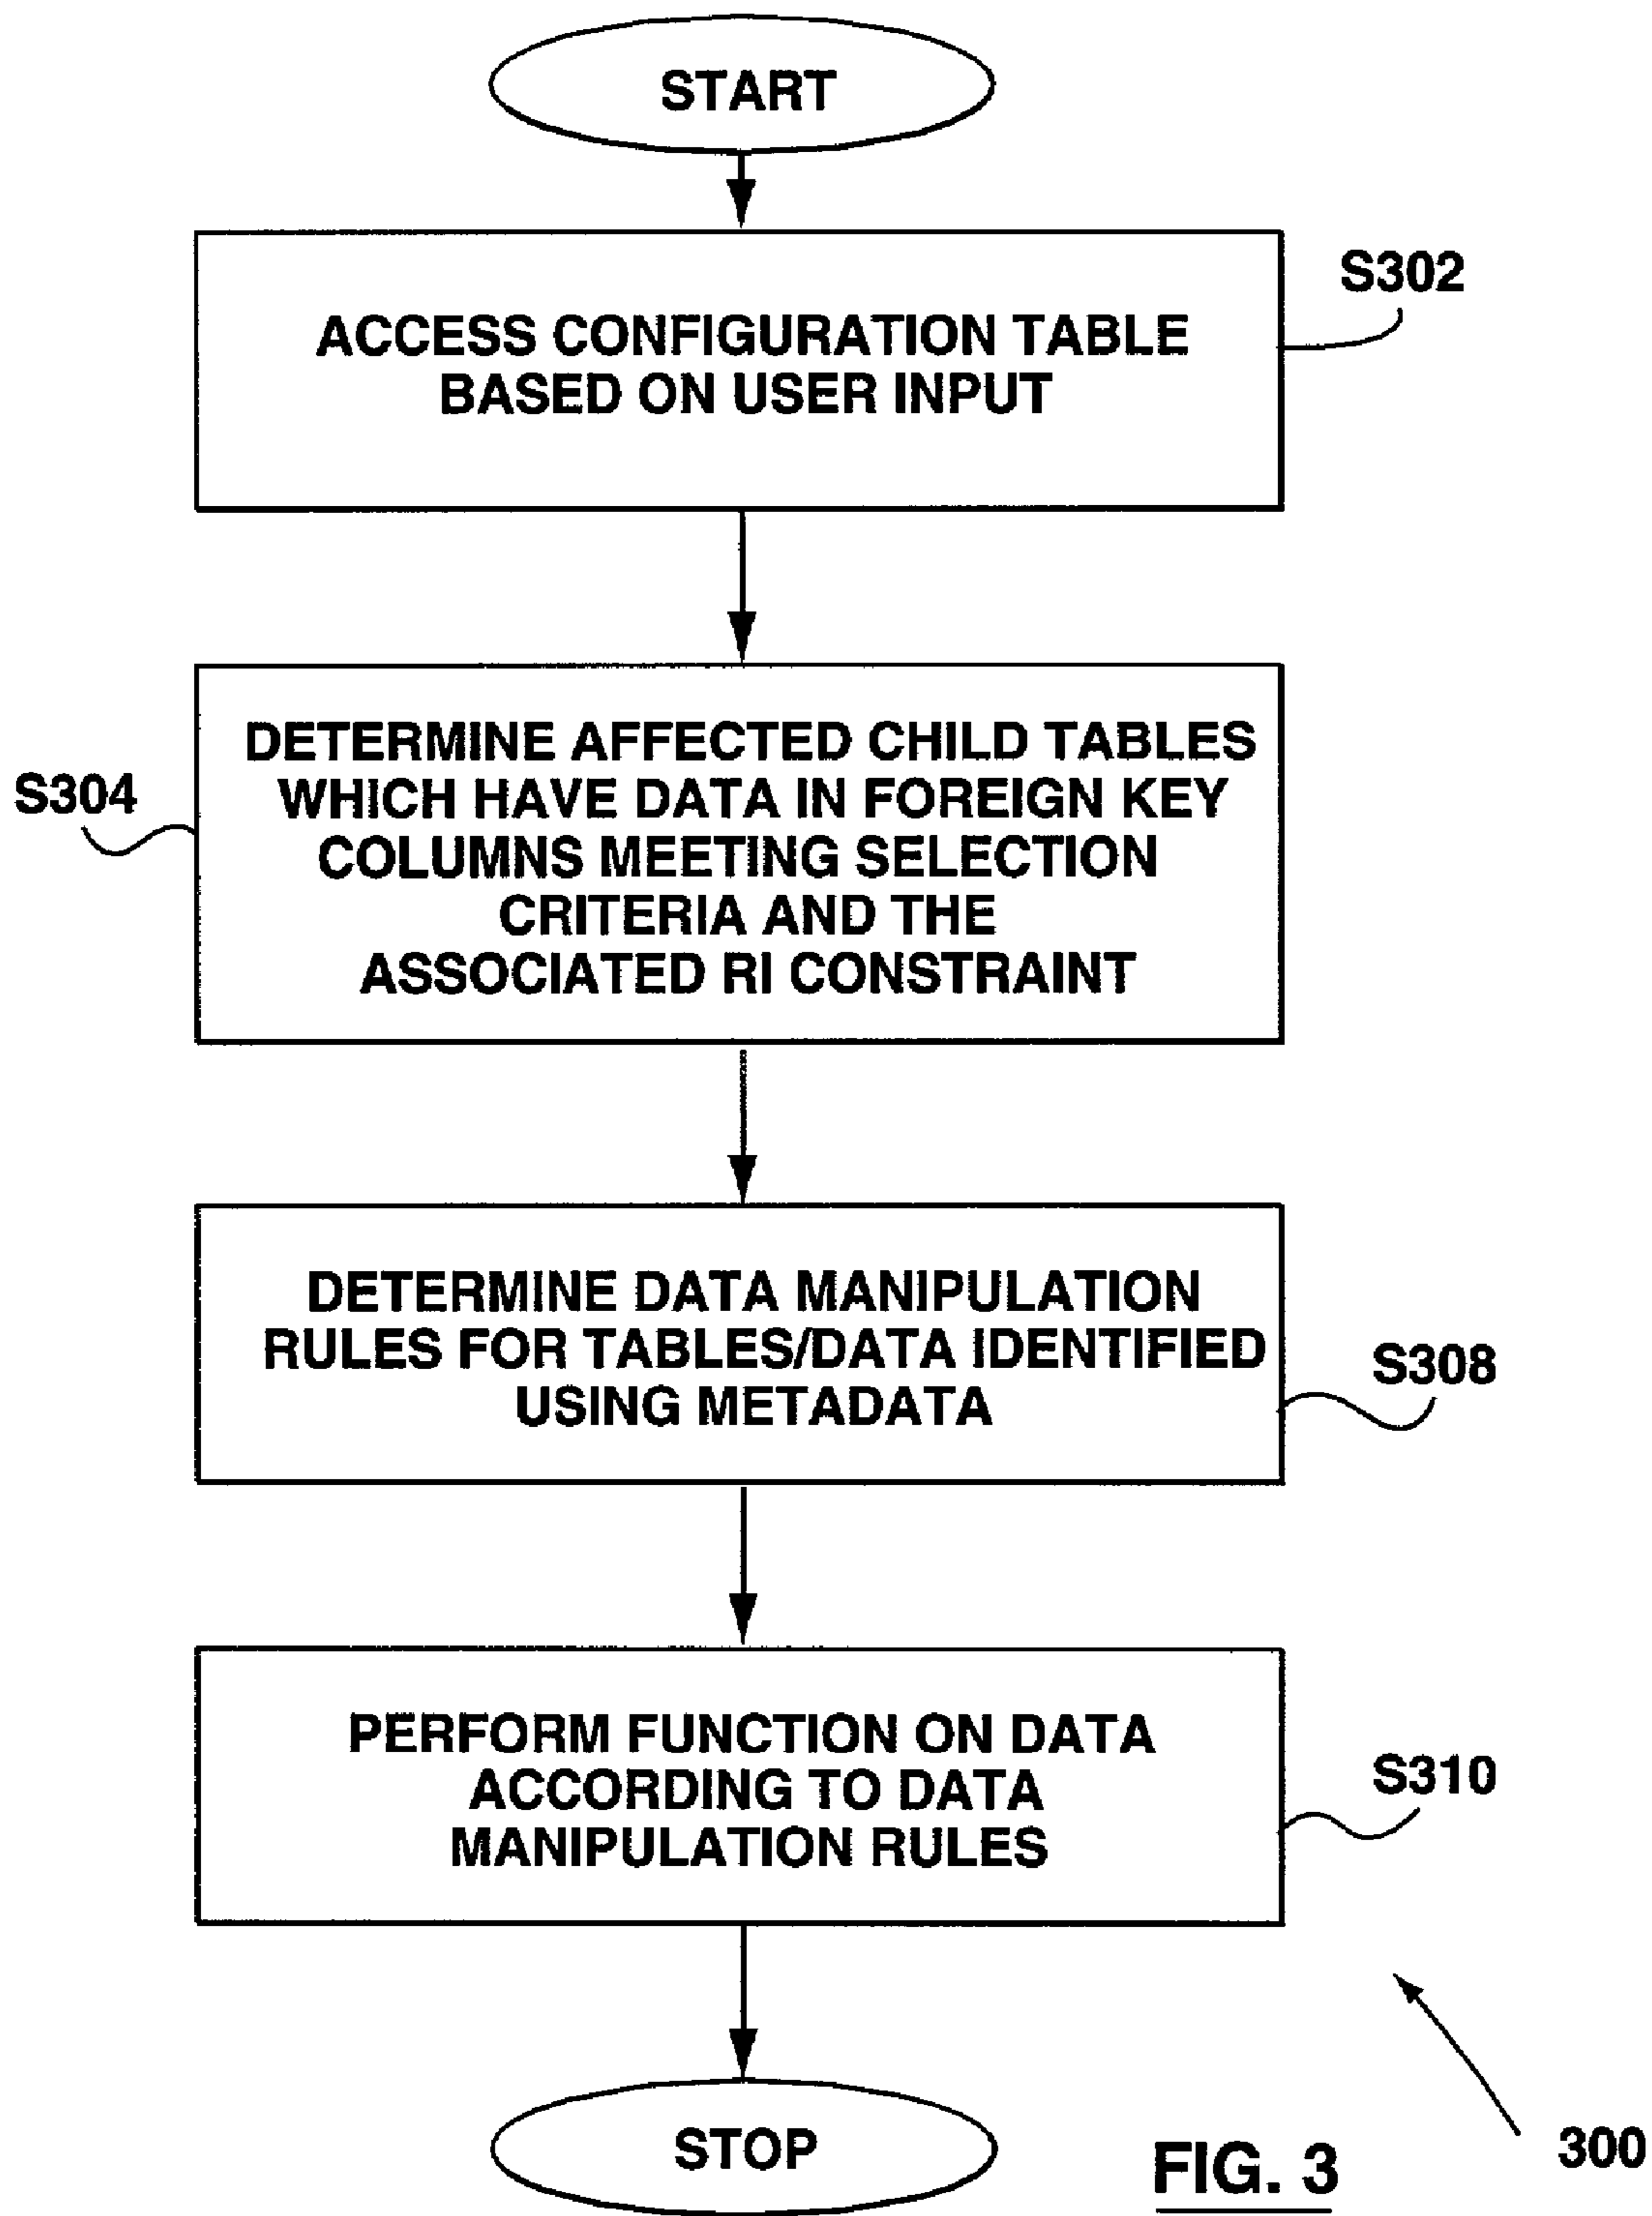 START
S302
ACCESS CONFIGURATION TABLE
BASED ON USER INPUT
S304
DETERMINE AFFECTED CHILD TABLES
WHICH HAVE DATA IN FOREIGN KEY
COLUMNS MEETING SELECTION
CRITERIA AND THE
ASSOCIATED RI CONSTRAINT
DETERMINE DATA MANIPULATION
RULES FOR TABLES/DATA IDENTIFIED
USING METADATA
S308
PERFORM FUNCTION ON DATA
ACCORDING TO DATA
MANIPULATION RULES
S310
STOP
FIG. 3
300